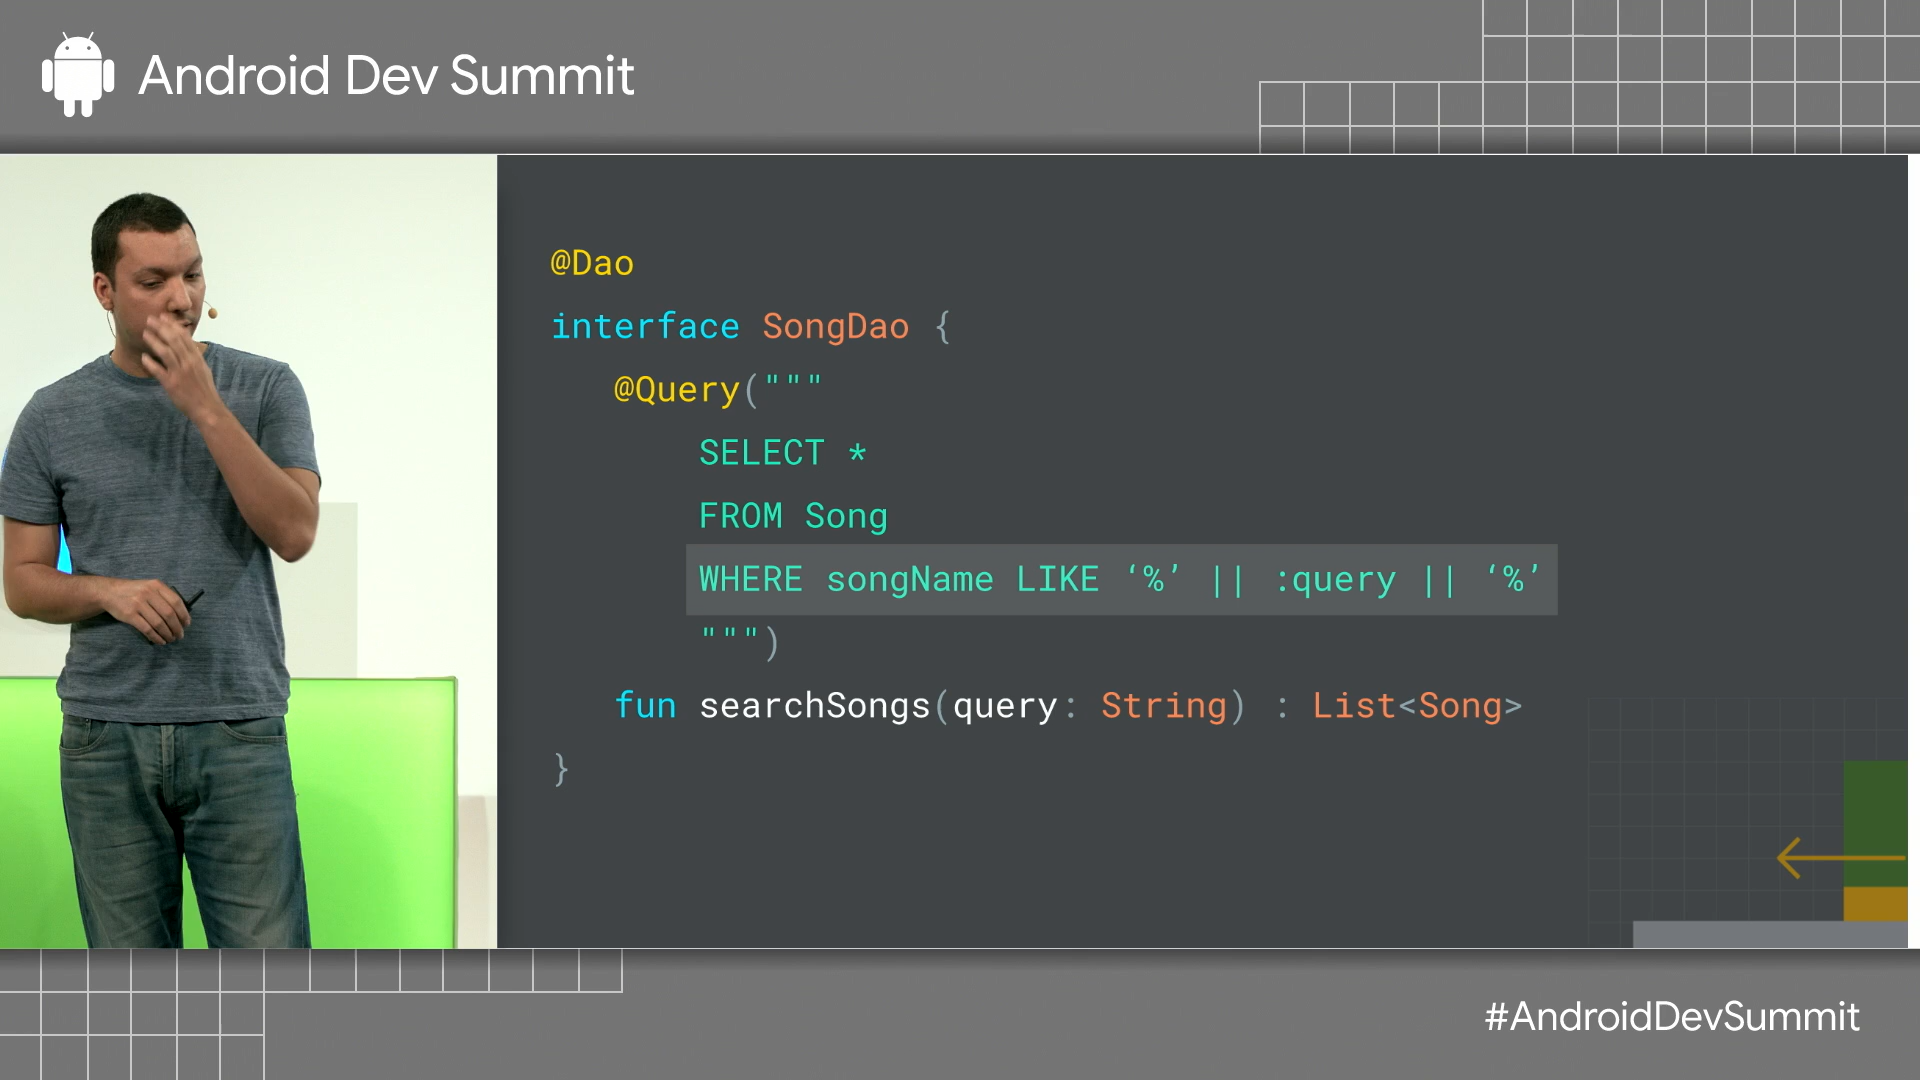 Android Dev Summit
@Dao
interface SongDao {
@Query("""
SELECT *
FROM Song
WHERE songName LIKE ‘%’ || :query || ‘%’
""")
fun searchSongs(query: String) : List<Song>
}
#AndroidDevSummit